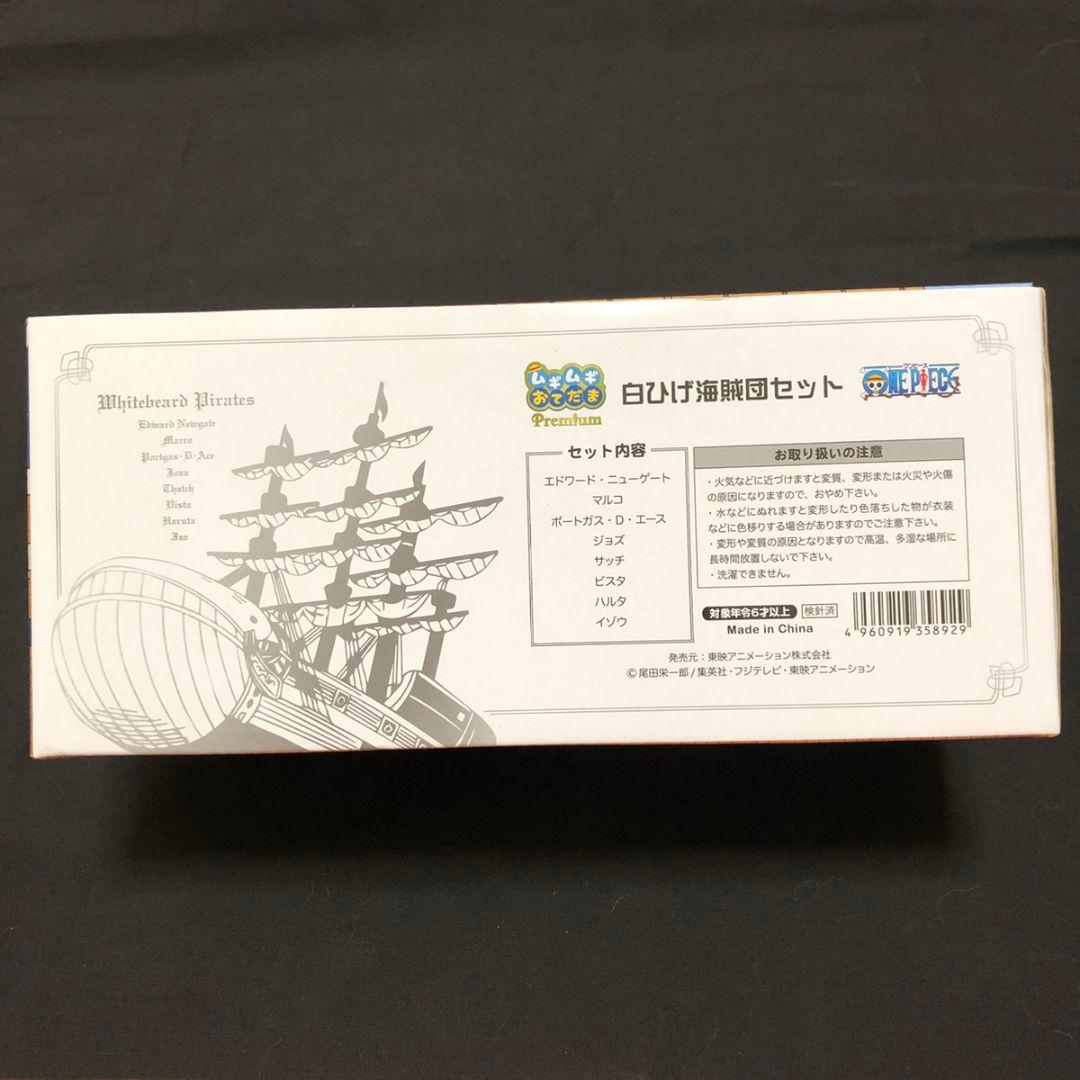 Whitebeard Pirates
Edward Newgate
Marco
Portgas·D·Ace
Jozu
Thatch
Vista
Haruta
Izo
ムギムギ
おてだま
Premium
白ひげ海賊団セット
ワンピース
ONE PIECE
セット内容
エドワード・ニューゲート
マルコ
ポートガス・D・エース
ジョズ
サッチ
ビスタ
ハルタ
イゾウ
お取り扱いの注意
・火気などに近づけますと変質、変形または火災や火傷
の原因になりますので、おやめ下さい。
・水などにぬれますと変形したり色落ちした物が衣装
などに色移りする場合がありますのでご注意下さい。
・変形や変質の原因となりますので高温、多湿な場所に
長時間放置しないで下さい。
・洗濯できません。
対象年令6才以上 検針済
Made in China
4 960919 358929
発売元：東映アニメーション株式会社
©尾田栄一郎/集英社・フジテレビ・東映アニメーション